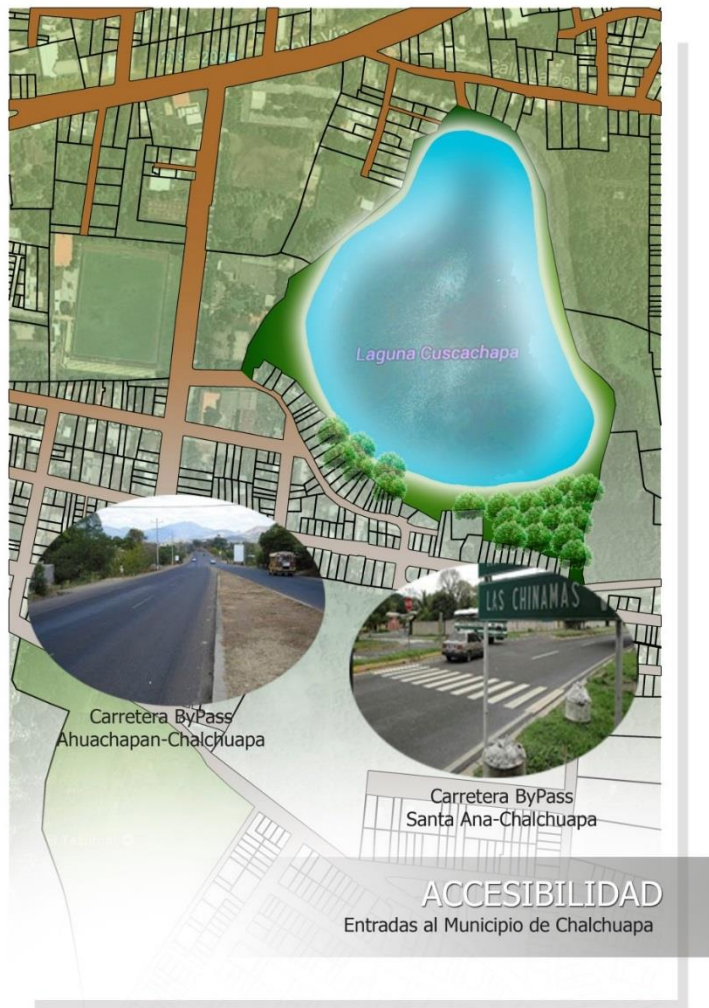 Laguna Cuscachapa
LAS CHINAMAS
Carretera ByPass
Ahuachapan-Chalchuapa
Carretera ByPass
Santa Ana-Chalchuapa
ACCESIBILIDAD
Entradas al Municipio de Chalchuapa